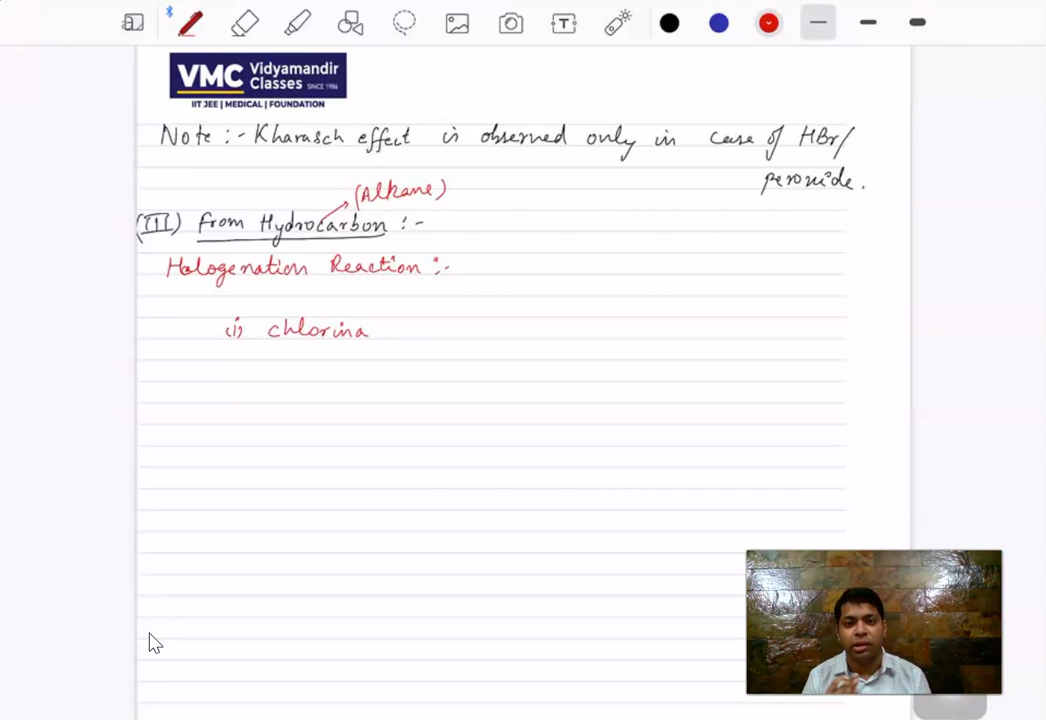 VMC Vidyamandir Classes SINCE 1986
IIT JEE | MEDICAL | FOUNDATION
Note :- Kharasch effect is observed only in case of HBr/
peroxide.
(Alkane)
(III) From Hydrocarbon :-
Halogenation Reaction :-
(i) chlorina
T